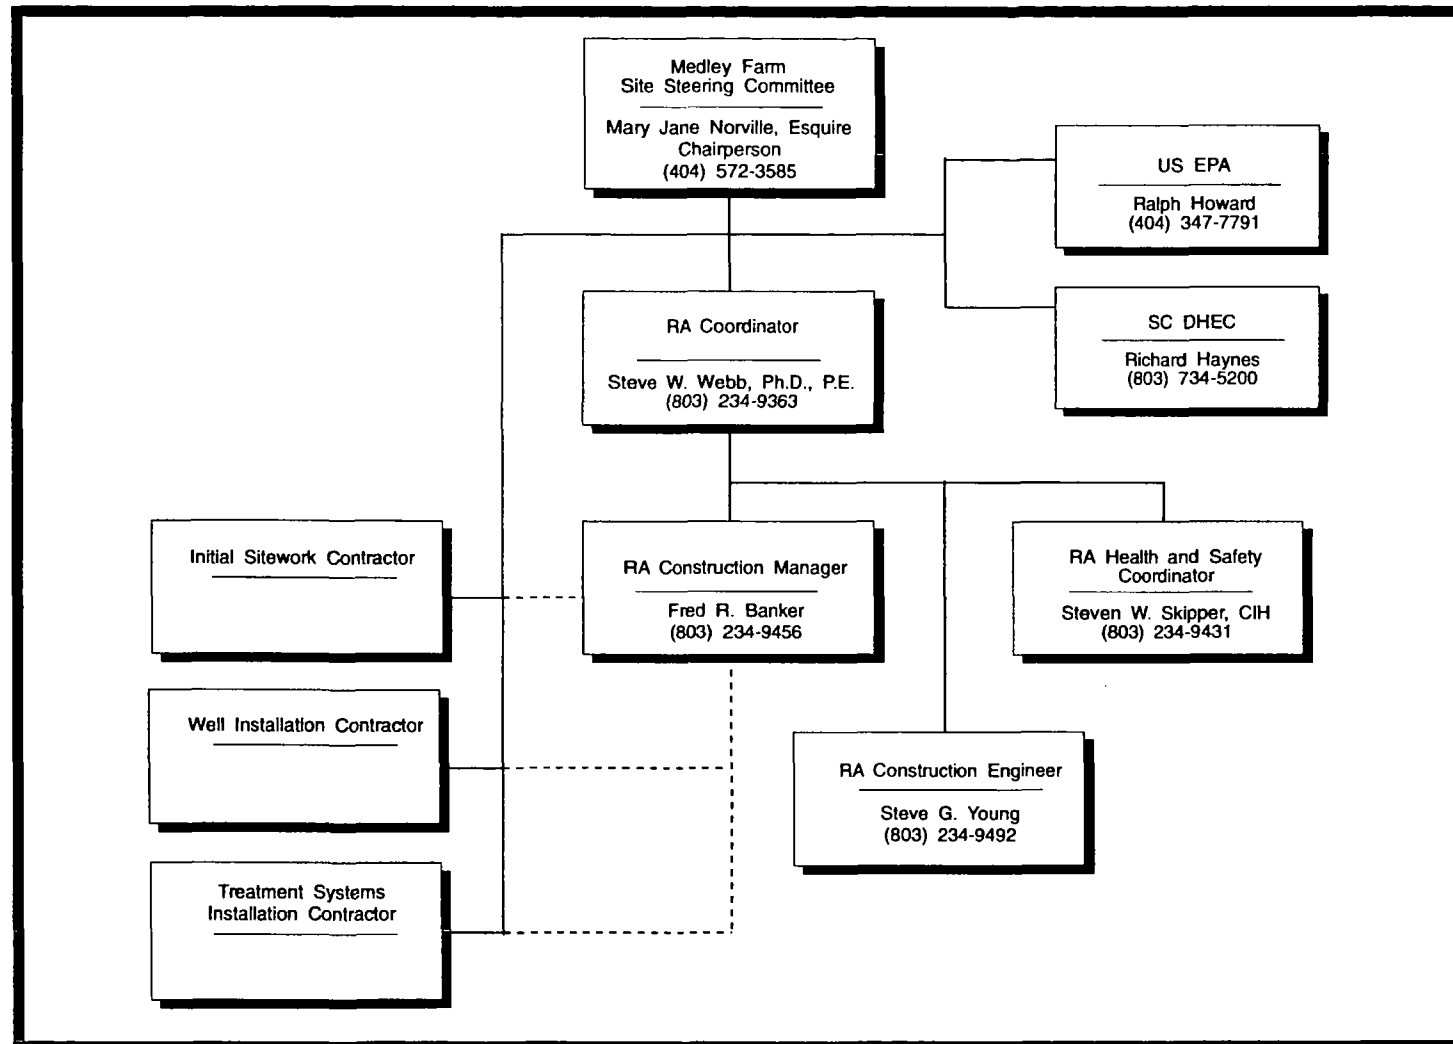 Medley Farm
Site Steering Committee
Mary Jane Norville, Esquire
Chairperson
(404) 572-3585
US EPA
Ralph Howard
(404) 347-7791
SC DHEC
Richard Haynes
(803) 734-5200
RA Coordinator
Steve W. Webb, Ph.D., P.E.
(803) 234-9363
Initial Sitework Contractor
RA Construction Manager
Fred R. Banker
(803) 234-9456
RA Health and Safety
Coordinator
Steven W. Skipper, CIH
(803) 234-9431
Well Installation Contractor
RA Construction Engineer
Steve G. Young
(803) 234-9492
Treatment Systems
Installation Contractor